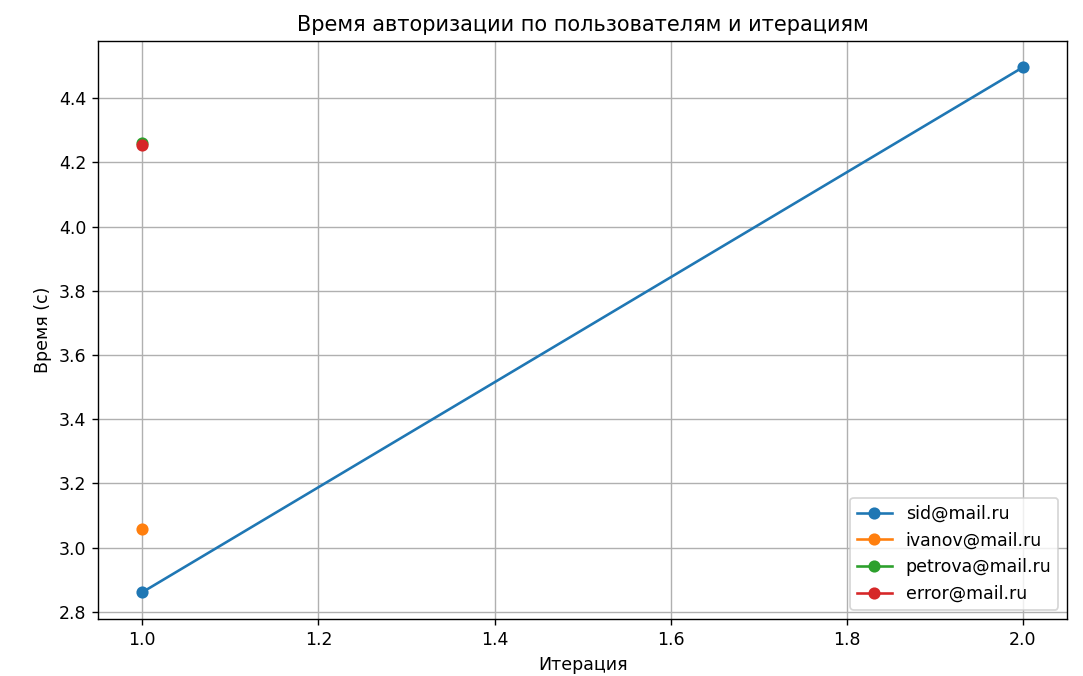 Время авторизации по пользователям и итерациям
Время (с)
4.4
4.2
4.0
3.8
3.6
3.4
3.2
3.0
2.8
1.0 1.2 1.4 1.6 1.8 2.0
Итерация
sid@mail.ru
ivanov@mail.ru
petrova@mail.ru
error@mail.ru